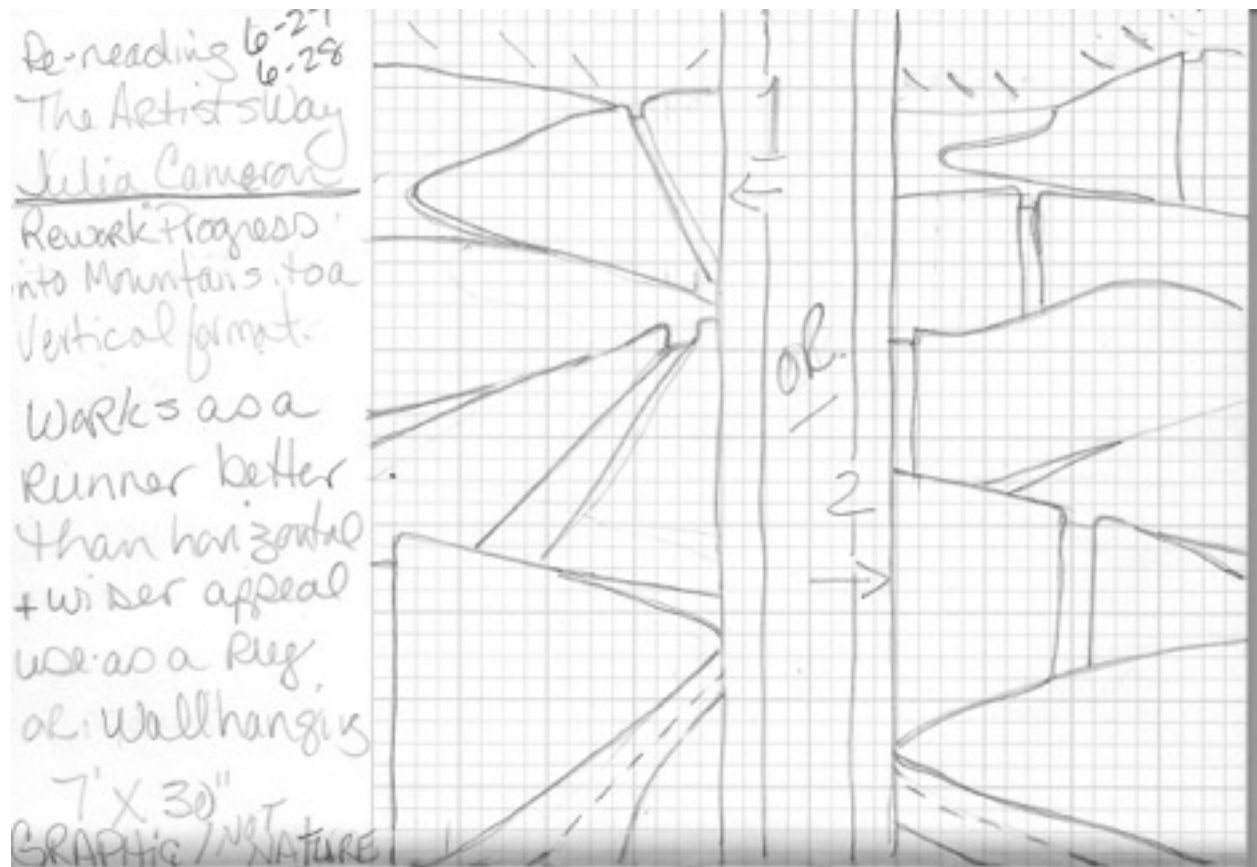 Re-reading 6-27
6-28
The Artist's Way
Julia Cameron
Rework Progress
into Mountains. to a
Vertical format.
Works as a
Runner better
than horizontal
+ wider appeal
use as a Rug
or. Wallhanging
7' X 30"
GRAPHIC / NOT NATURE
1
OR.
2